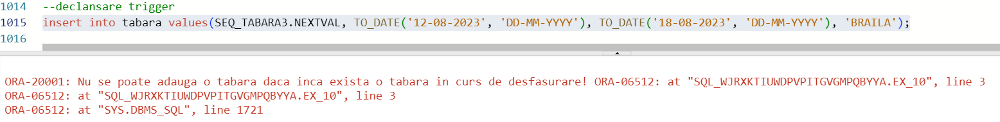 1014 --declansare trigger
1015 insert into tabara values(SEQ_TABARA3.NEXTVAL, TO_DATE('12-08-2023', 'DD-MM-YYYY'), TO_DATE('18-08-2023', 'DD-MM-YYYY'), 'BRAILA');
1016
ORA-20001: Nu se poate adauga o tabara daca inca exista o tabara in curs de desfasurare! ORA-06512: at "SQL_WJRXKTIUWDPVPITGVGMPQBYYA.EX_10", line 3
ORA-06512: at "SQL_WJRXKTIUWDPVPITGVGMPQBYYA.EX_10", line 3
ORA-06512: at "SYS.DBMS_SQL", line 1721